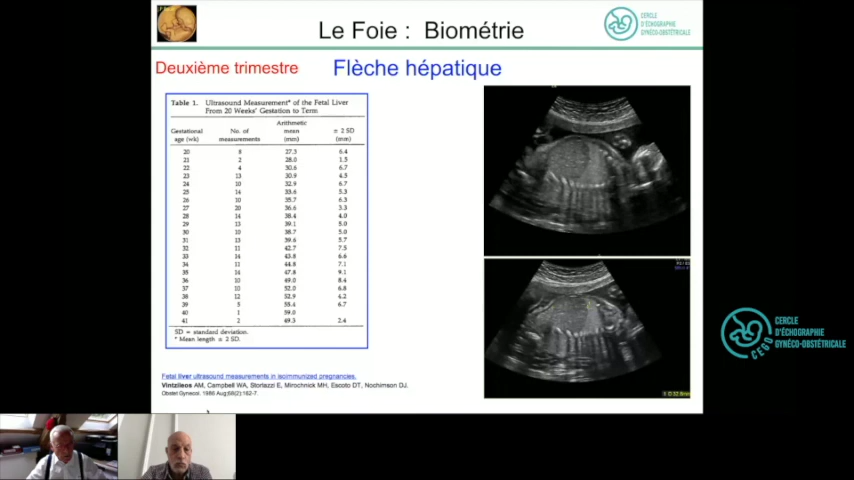 Le Foie : Biométrie
CERCLE
D'ÉCHOGRAPHIE
GYNÉCO-OBSTÉTRICALE
Deuxième trimestre
Flèche hépatique
Table 1. Ultrasound Measurement* of the Fetal Liver
From 20 Weeks' Gestation to Term
Gestational age (wk) No. of measurements Arithmetic mean (mm) ± 2 SD (mm)
20 8 27.3 6.4
21 2 28.0 1.5
22 4 30.6 6.7
23 13 30.9 4.5
24 10 32.9 6.7
25 14 33.6 5.3
26 10 35.7 6.3
27 20 36.6 3.3
28 14 38.4 4.0
29 13 39.1 5.0
30 10 38.7 5.0
31 13 39.6 5.7
32 11 42.7 7.5
33 14 43.8 6.6
34 11 44.8 7.1
35 14 47.8 9.1
36 10 49.0 8.4
37 10 52.0 6.8
38 12 52.9 4.2
39 5 55.4 6.7
40 1 59.0
41 2 49.3 2.4
SD = standard deviation.
* Mean length ± 2 SD.
Fetal liver ultrasound measurements in isoimmunized pregnancies.
Vintzileos AM, Campbell WA, Storlazzi E, Mirochnick MH, Escoto DT, Nochimson DJ.
Obstet Gynecol. 1986 Aug;68(2):162-7.
CERCLE
D'ÉCHOGRAPHIE
GYNÉCO-OBSTÉTRICALE
CEGO